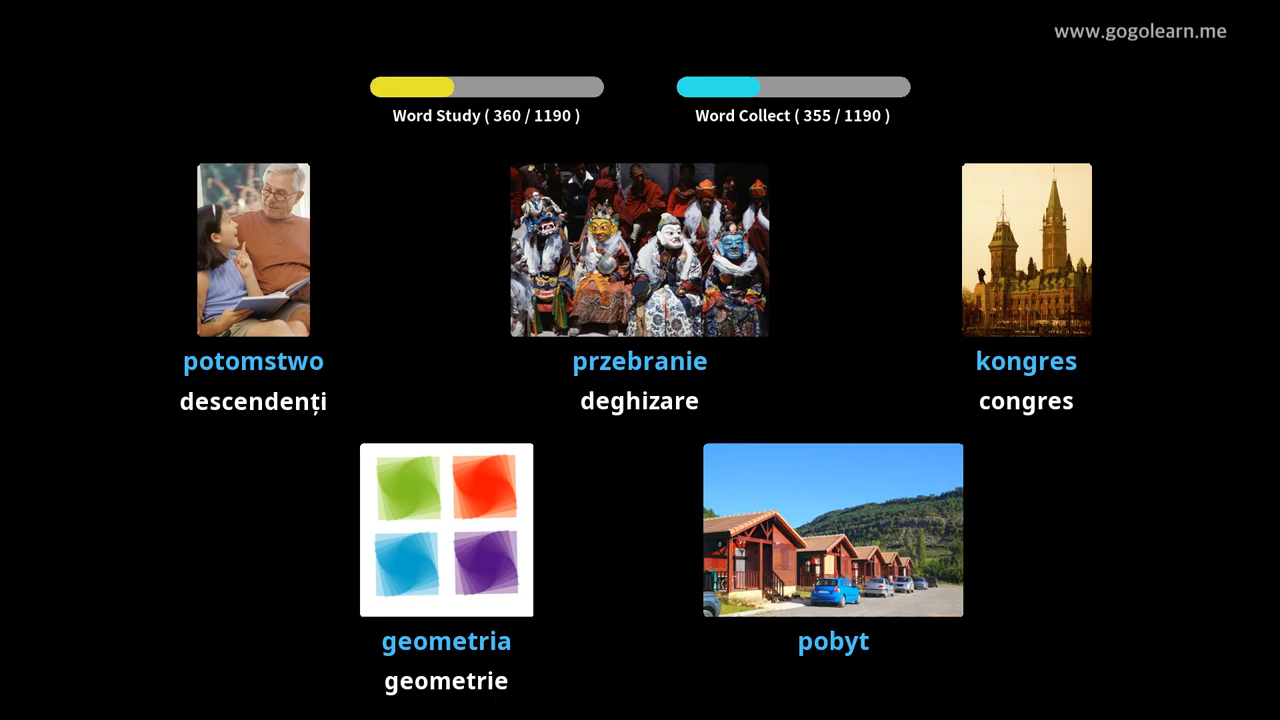 www.gogolearn.me
Word Study ( 360 / 1190 )
Word Collect ( 355 / 1190 )
potomstwo
descendenți
przebranie
deghizare
kongres
congres
geometria
geometrie
pobyt